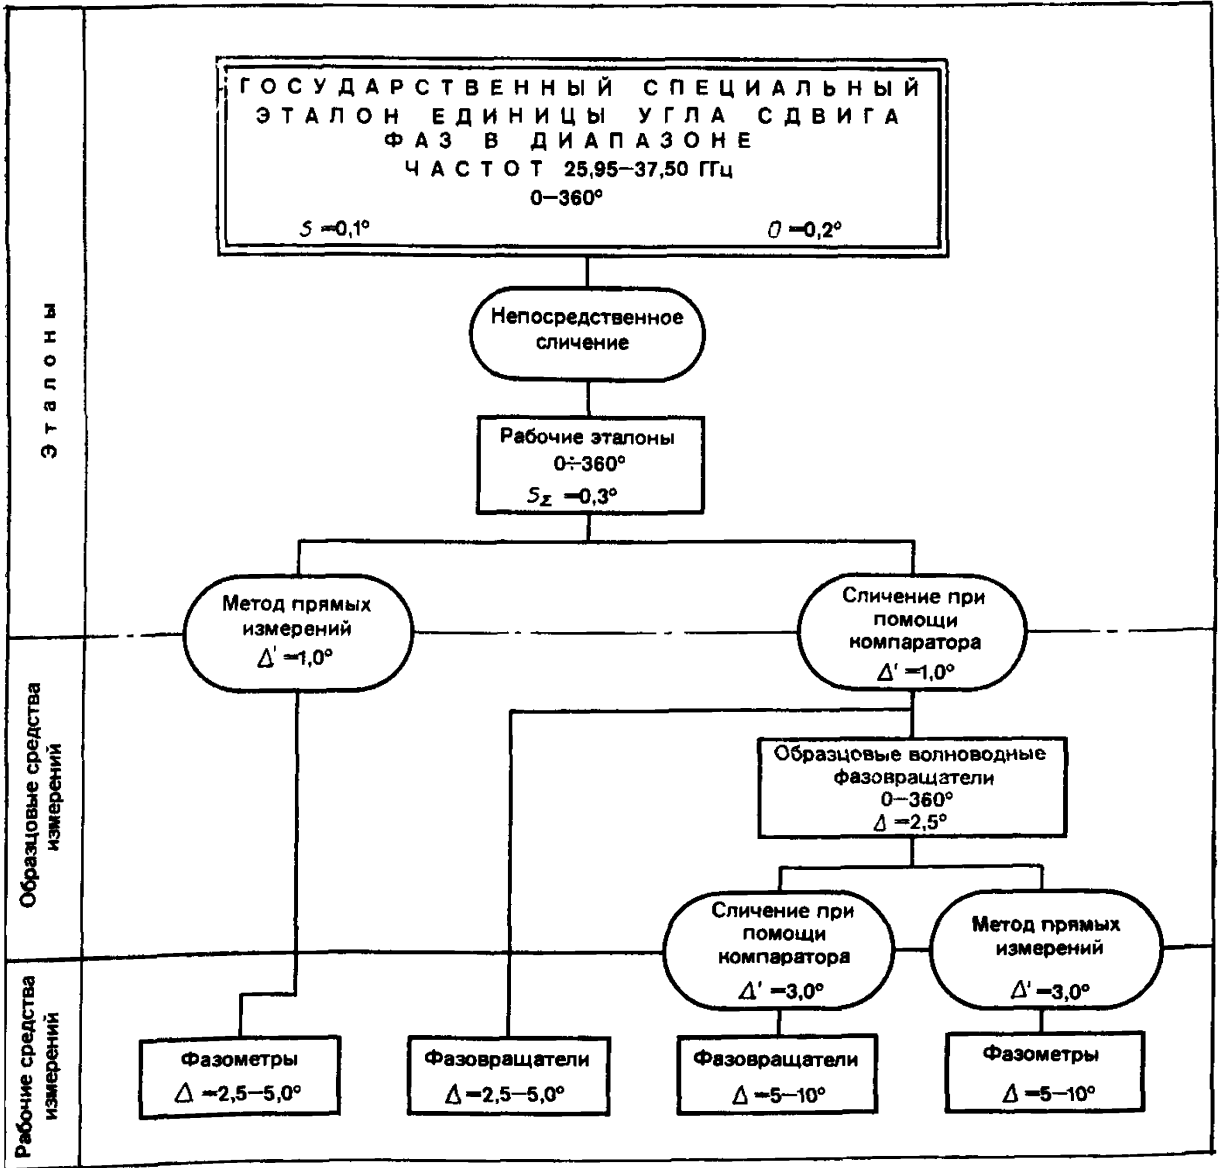 ГОСУДАРСТВЕННЫЙ СПЕЦИАЛЬНЫЙ
ЭТАЛОН ЕДИНИЦЫ УГЛА СДВИГА
ФАЗ В ДИАПАЗОНЕ
ЧАСТОТ 25,95—37,50 ГГц
0—360°
S =0,1°
Θ =0,2°
Эталоны
Непосредственное
сличение
Рабочие эталоны
0÷360°
SΣ =0,3°
Метод прямых
измерений
Δ' =1,0°
Сличение при
помощи
компаратора
Δ' =1,0°
Образцовые средства
измерений
Образцовые волноводные
фазовращатели
0—360°
Δ =2,5°
Сличение при
помощи
компаратора
Δ' =3,0°
Метод прямых
измерений
Δ' =3,0°
Рабочие средства
измерений
Фазометры
Δ =2,5—5,0°
Фазовращатели
Δ =2,5—5,0°
Фазовращатели
Δ =5—10°
Фазометры
Δ =5—10°